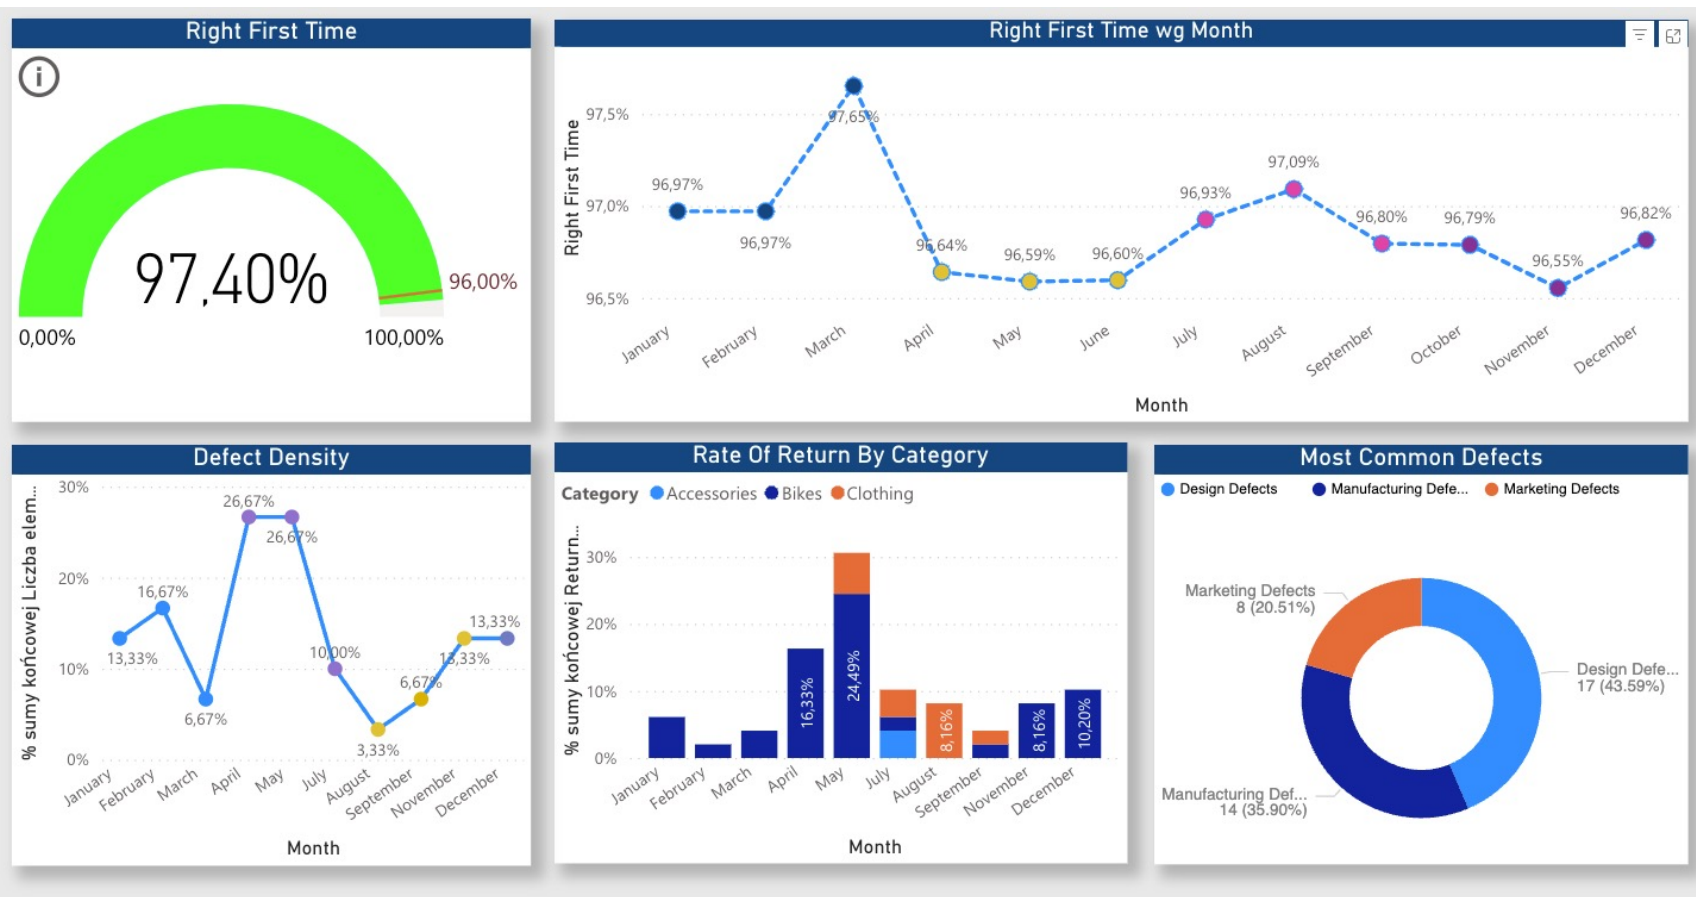 Right First Time
97,40%
96,00%
0,00%
100,00%
Right First Time wg Month
Right First Time
97,5%
97,0%
96,5%
96,97%
96,97%
97,65%
96,64%
96,59%
96,60%
96,93%
97,09%
96,80%
96,79%
96,55%
96,82%
January
February
March
April
May
June
July
August
September
October
November
December
Month
Defect Density
% sumy końcowej Liczba elem...
30%
20%
10%
0%
13,33%
16,67%
6,67%
26,67%
26,67%
10,00%
3,33%
6,67%
13,33%
13,33%
January
February
March
April
May
July
August
September
November
December
Month
Rate Of Return By Category
Category Accessories Bikes Clothing
% sumy końcowej Return...
30%
20%
10%
0%
16,33%
24,49%
8,16%
8,16%
10,20%
January
February
March
April
May
July
August
September
November
December
Month
Most Common Defects
Design Defects Manufacturing Defe... Marketing Defects
Marketing Defects
8 (20.51%)
Design Defe...
17 (43.59%)
Manufacturing Def...
14 (35.90%)